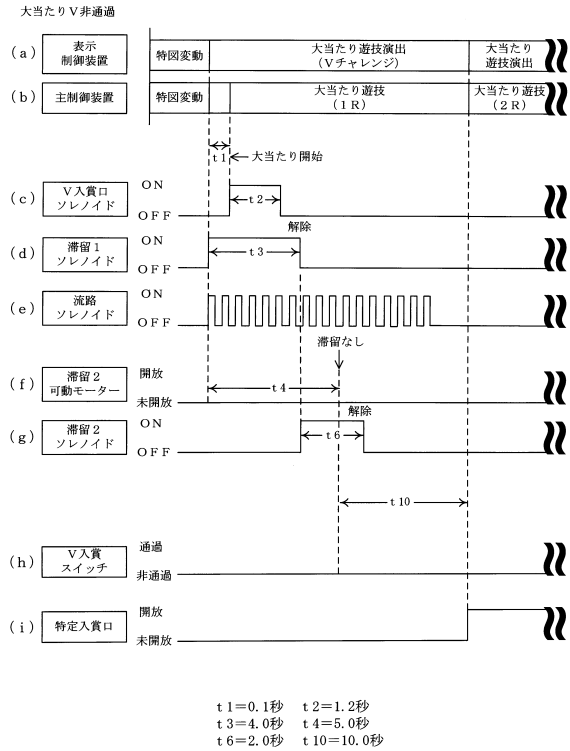 大当たりV非通過
(a) 表示制御装置 特図変動 大当たり遊技演出(Vチャレンジ) 大当たり遊技演出
(b) 主制御装置 特図変動 大当たり遊技(1R) 大当たり遊技(2R)
t1 大当たり開始
(c) V入賞口ソレノイド ON OFF t2
(d) 滞留1ソレノイド ON OFF t3 解除
(e) 流路ソレノイド ON OFF
滞留なし
(f) 滞留2可動モーター 開放 未開放 t4
(g) 滞留2ソレノイド ON OFF t6 解除
t10
(h) V入賞スイッチ 通過 非通過
(i) 特定入賞口 開放 未開放
t1=0.1秒 t2=1.2秒
t3=4.0秒 t4=5.0秒
t6=2.0秒 t10=10.0秒